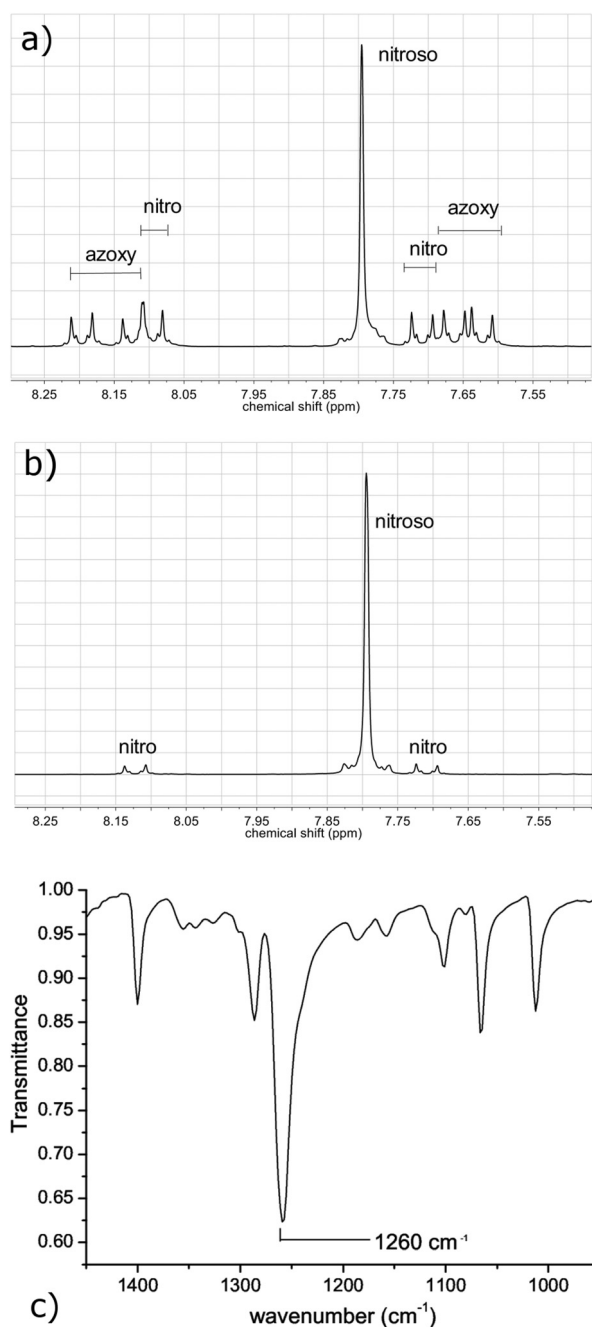 a)
nitroso
nitro
azoxy
azoxy
nitro
8.25 8.15 8.05 7.95 7.85 7.75 7.65 7.55
chemical shift (ppm)
b)
nitroso
nitro nitro
8.25 8.15 8.05 7.95 7.85 7.75 7.65 7.55
chemical shift (ppm)
1.00
0.95
0.90
0.85
0.80
0.75
0.70
0.65
0.60
Transmittance
1260 cm⁻¹
1400 1300 1200 1100 1000
c) wavenumber (cm⁻¹)